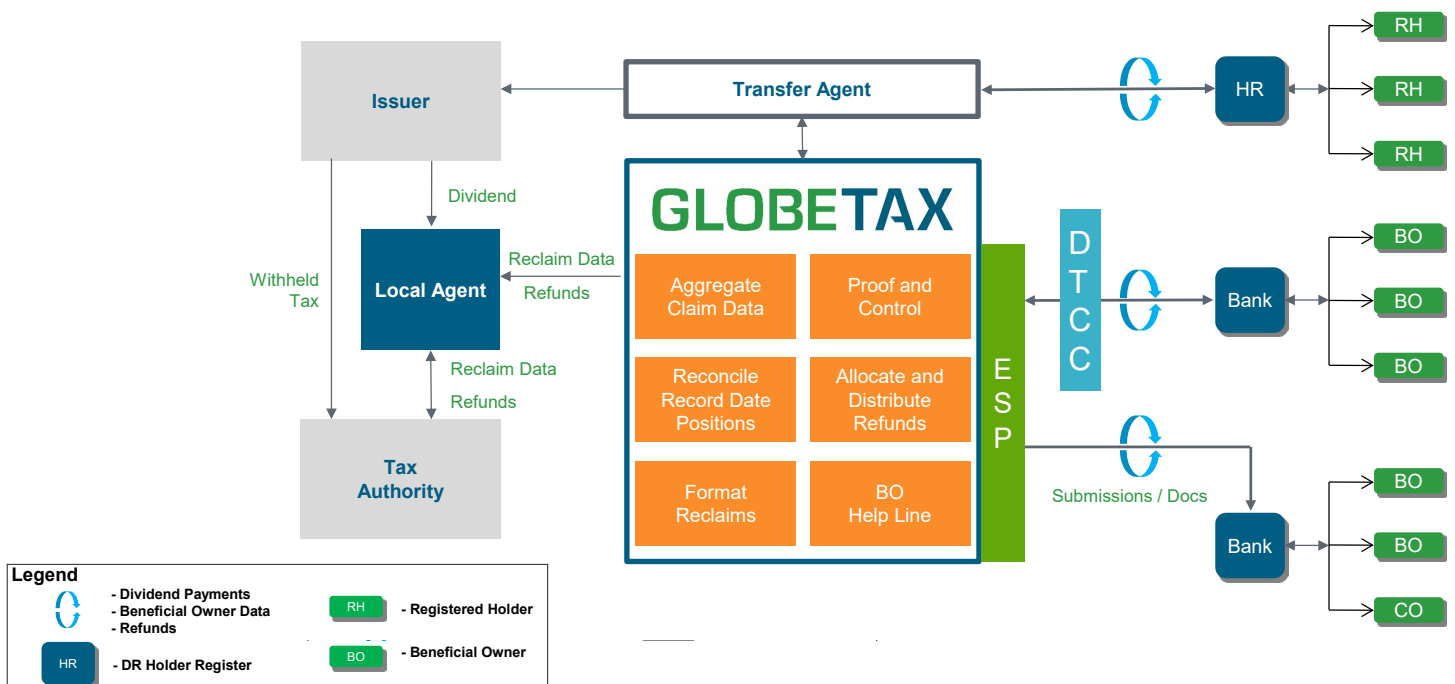 Issuer
Transfer Agent
HR
RH
RH
RH
Dividend
Withheld
Tax
Local Agent
Reclaim Data
Refunds
Reclaim Data
Refunds
Tax
Authority
GLOBETAX
Aggregate
Claim Data
Proof and
Control
Reconcile
Record Date
Positions
Allocate and
Distribute
Refunds
Format
Reclaims
BO
Help Line
E
S
P
D
T
C
C
Bank
BO
BO
BO
Submissions / Docs
Bank
BO
BO
CO
Legend
- Dividend Payments
- Beneficial Owner Data
- Refunds
RH
- Registered Holder
HR
- DR Holder Register
BO
- Beneficial Owner